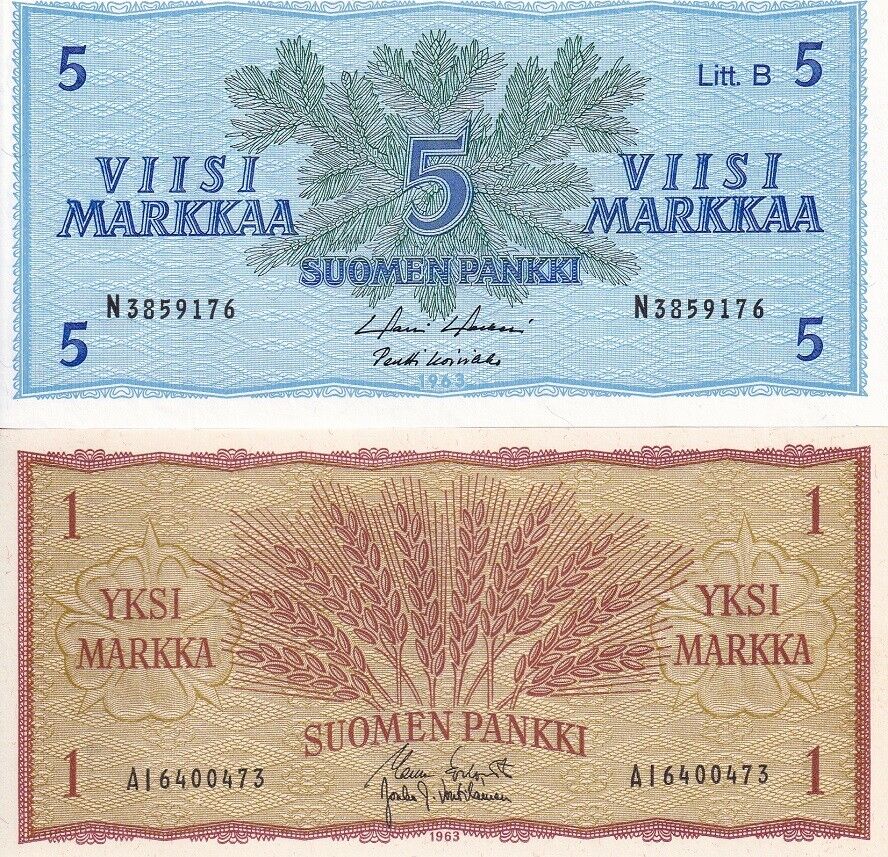 5
Litt. B 5
VIISI
MARKKAA
5
VIISI
MARKKAA
SUOMEN PANKKI
N3859176
N3859176
5
5
1963
1
1
YKSI
MARKKA
YKSI
MARKKA
SUOMEN PANKKI
1
A16400473
A16400473
1
1963